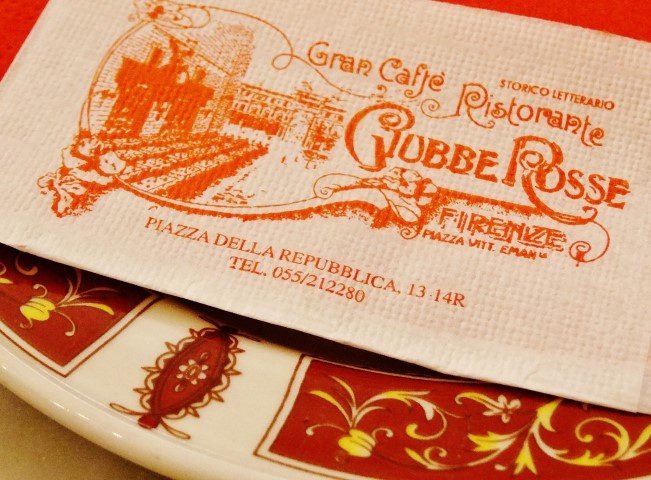 Gran Caffè
STORICO LETTERARIO
Ristorante
GIUBBE ROSSE
FIRENZE
PIAZZA VITT. EMAN.LE
PIAZZA DELLA REPUBBLICA, 13-14R
TEL. 055/212280